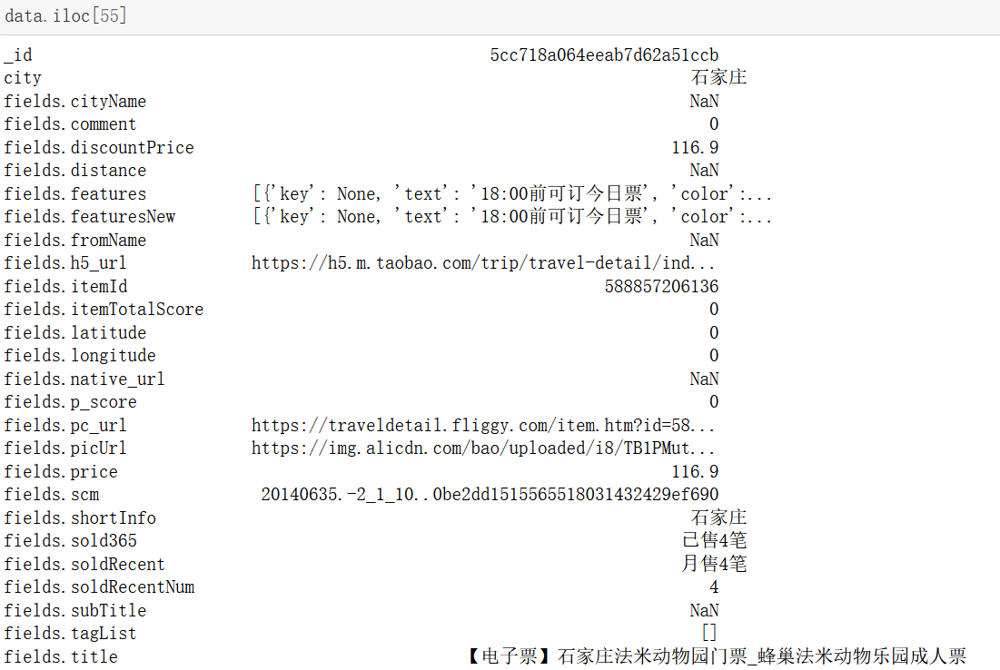 data.iloc[55]
_id 5cc718a064eeab7d62a51ccb
city 石家庄
fields.cityName NaN
fields.comment 0
fields.discountPrice 116.9
fields.distance NaN
fields.features [{'key': None, 'text': '18:00前可订今日票', 'color':...
fields.featuresNew [{'key': None, 'text': '18:00前可订今日票', 'color':...
fields.fromName NaN
fields.h5_url https://h5.m.taobao.com/trip/travel-detail/ind...
fields.itemId 588857206136
fields.itemTotalScore 0
fields.latitude 0
fields.longitude 0
fields.native_url NaN
fields.p_score 0
fields.pc_url https://traveldetail.fliggy.com/item.htm?id=58...
fields.picUrl https://img.alicdn.com/bao/uploaded/i8/TB1PMut...
fields.price 116.9
fields.scm 20140635.-2_1_10..0be2dd1515565518031432429ef690
fields.shortInfo 石家庄
fields.sold365 已售4笔
fields.soldRecent 月售4笔
fields.soldRecentNum 4
fields.subTitle NaN
fields.tagList []
fields.title 【电子票】石家庄法米动物园门票_蜂巢法米动物乐园成人票